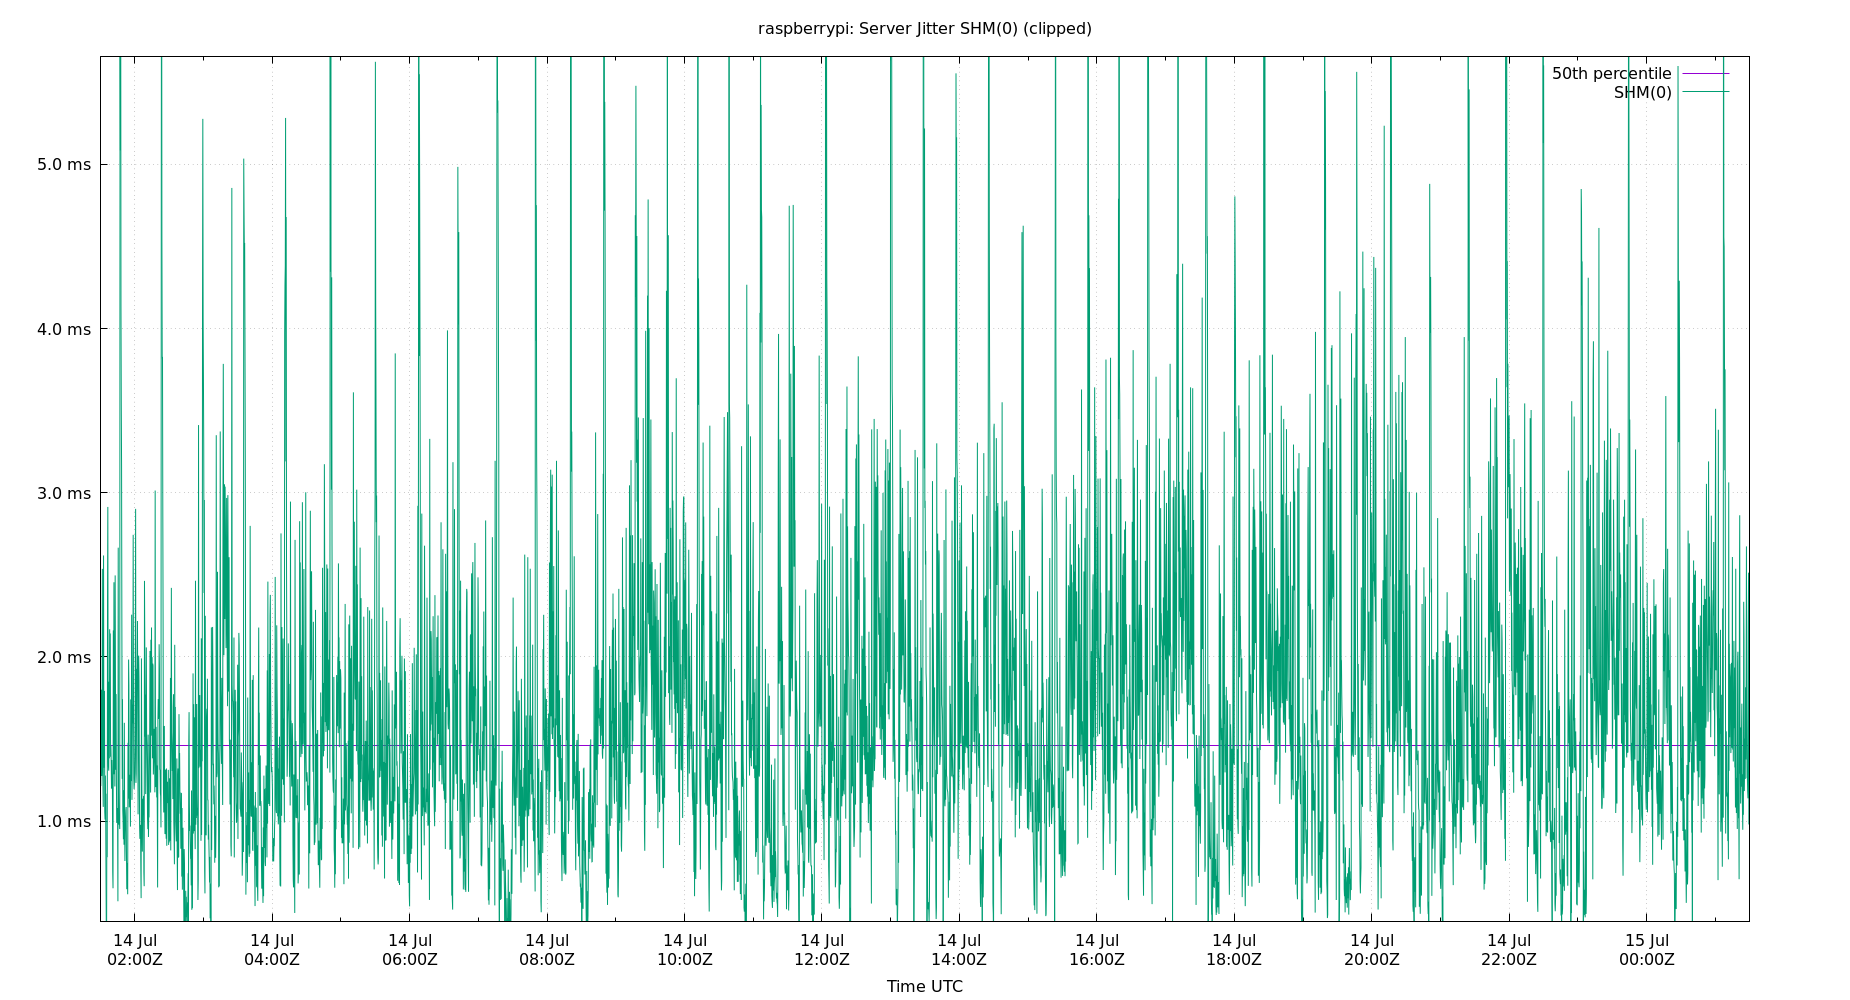 raspberrypi: Server Jitter SHM(0) (clipped)
50th percentile
SHM(0)
5.0 ms
4.0 ms
3.0 ms
2.0 ms
1.0 ms
14 Jul 14 Jul 14 Jul 14 Jul 14 Jul 14 Jul 14 Jul 14 Jul 14 Jul 14 Jul 14 Jul 15 Jul
02:00Z 04:00Z 06:00Z 08:00Z 10:00Z 12:00Z 14:00Z 16:00Z 18:00Z 20:00Z 22:00Z 00:00Z
Time UTC